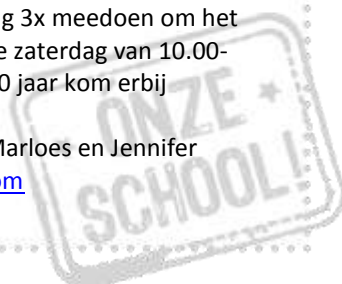 g 3x meedoen om het
e zaterdag van 10.00-
0 jaar kom erbij
Marloes en Jennifer
om
ONZE
SCHOOL!